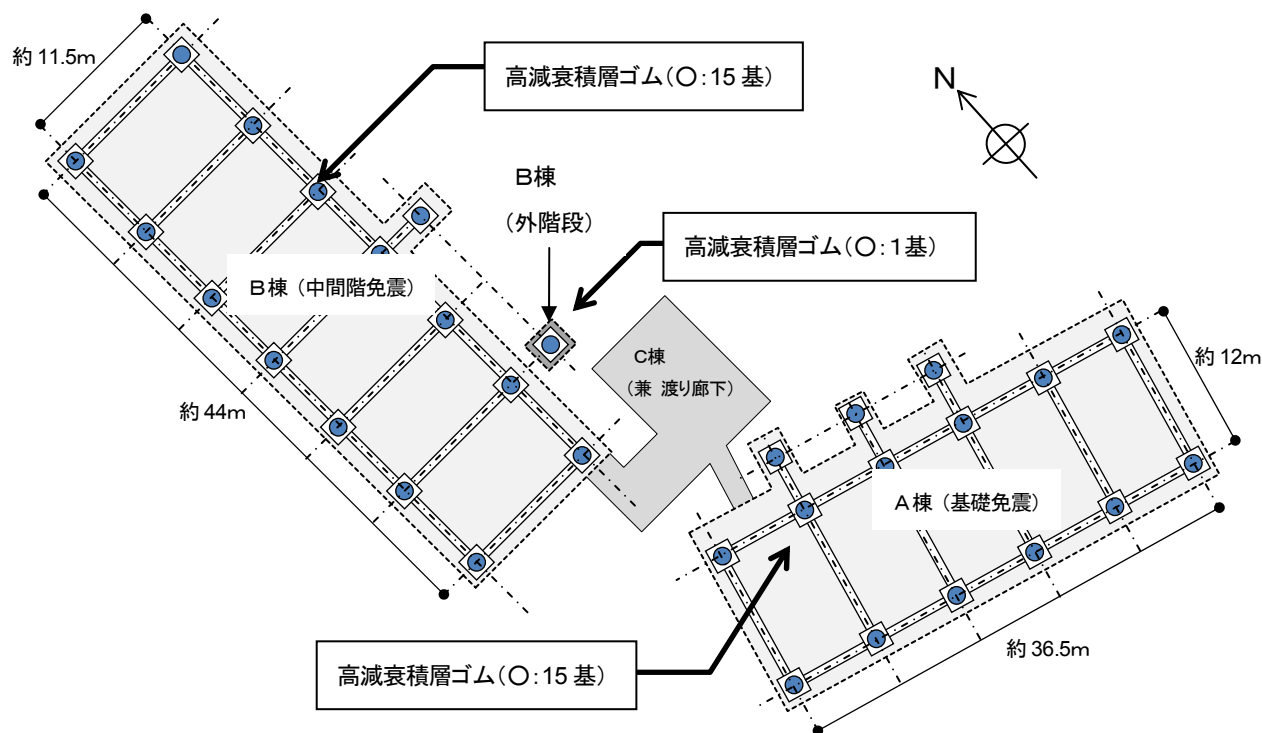 約 11.5m
高減衰積層ゴム(〇:15 基)
N
B棟
(外階段)
高減衰積層ゴム(〇:1基)
B棟 (中間階免震)
C棟
(兼 渡り廊下)
約 12m
約 44m
A棟 (基礎免震)
約 36.5m
高減衰積層ゴム(〇:15 基)